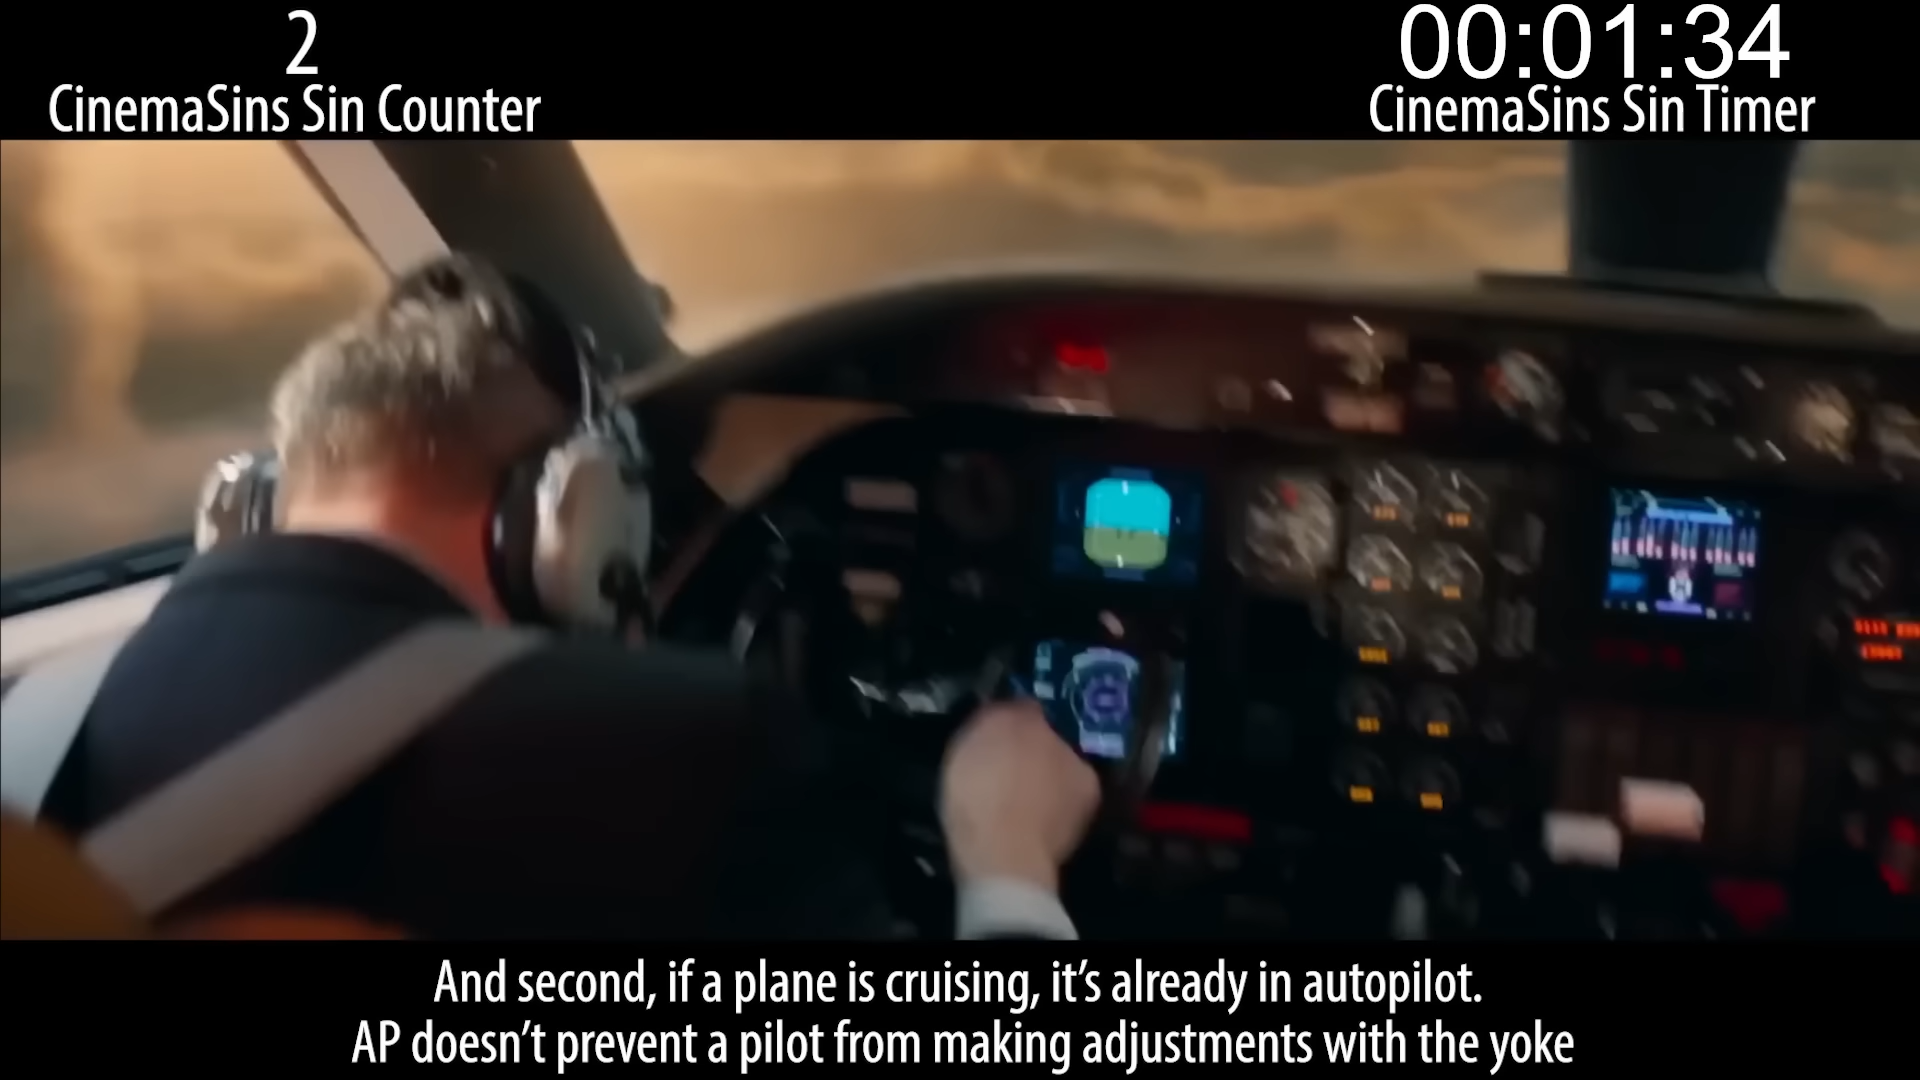 2
CinemaSins Sin Counter
00:01:34
CinemaSins Sin Timer
And second, if a plane is cruising, it's already in autopilot.
AP doesn't prevent a pilot from making adjustments with the yoke